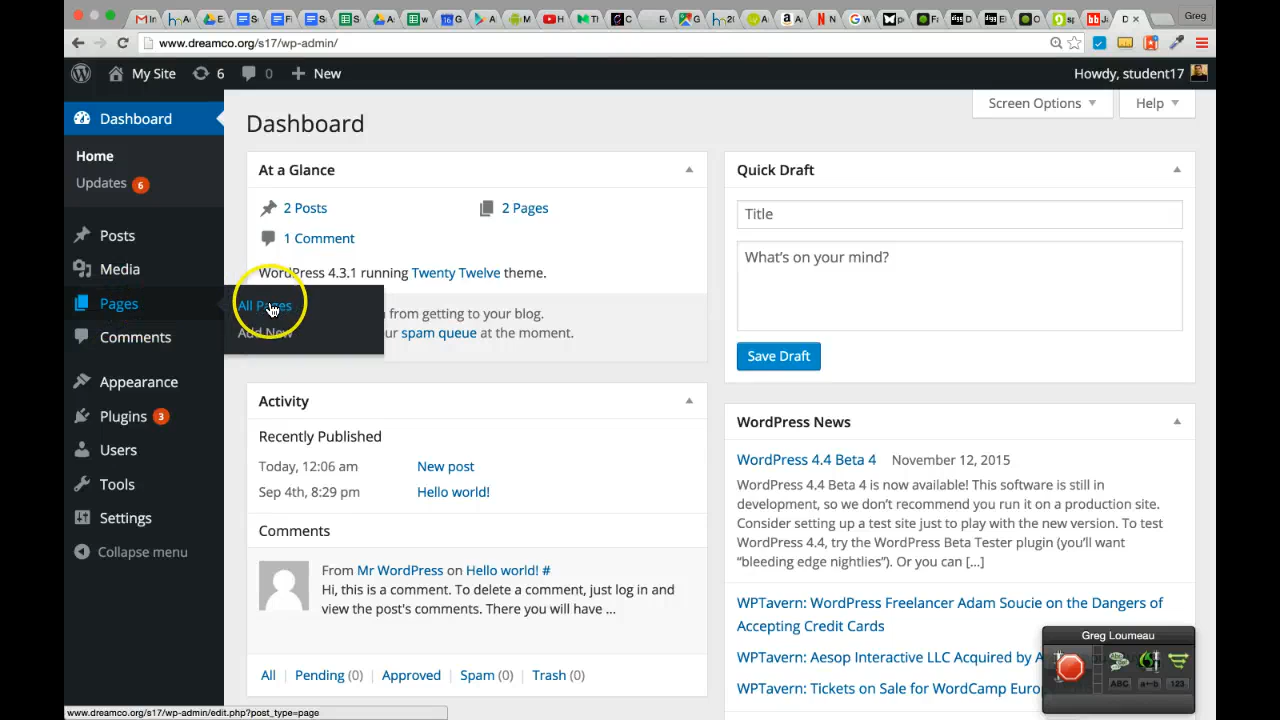 Greg
www.dreamco.org/s17/wp-admin/
My Site 6 0 New
Howdy, student17
Dashboard
Home
Updates 6
Posts
Media
Pages
Comments
Appearance
Plugins 3
Users
Tools
Settings
Collapse menu
All Pages
Add New
Screen Options Help
Dashboard
At a Glance
2 Posts 2 Pages
1 Comment
WordPress 4.3.1 running Twenty Twelve theme.
from getting to your blog.
spam queue at the moment.
Activity
Recently Published
Today, 12:06 am New post
Sep 4th, 8:29 pm Hello world!
Comments
From Mr WordPress on Hello world! #
Hi, this is a comment. To delete a comment, just log in and
view the post's comments. There you will have ...
All Pending (0) Approved Spam (0) Trash (0)
Quick Draft
Title
What's on your mind?
Save Draft
WordPress News
WordPress 4.4 Beta 4 November 12, 2015
WordPress 4.4 Beta 4 is now available! This software is still in
development, so we don't recommend you run it on a production site.
Consider setting up a test site just to play with the new version. To test
WordPress 4.4, try the WordPress Beta Tester plugin (you'll want
"bleeding edge nightlies"). Or you can [...]
WPTavern: WordPress Freelancer Adam Soucie on the Dangers of
Accepting Credit Cards
WPTavern: Aesop Interactive LLC Acquired by
WPTavern: Tickets on Sale for WordCamp
Greg Loumeau
ABC 123
www.dreamco.org/s17/wp-admin/edit.php?post_type=page